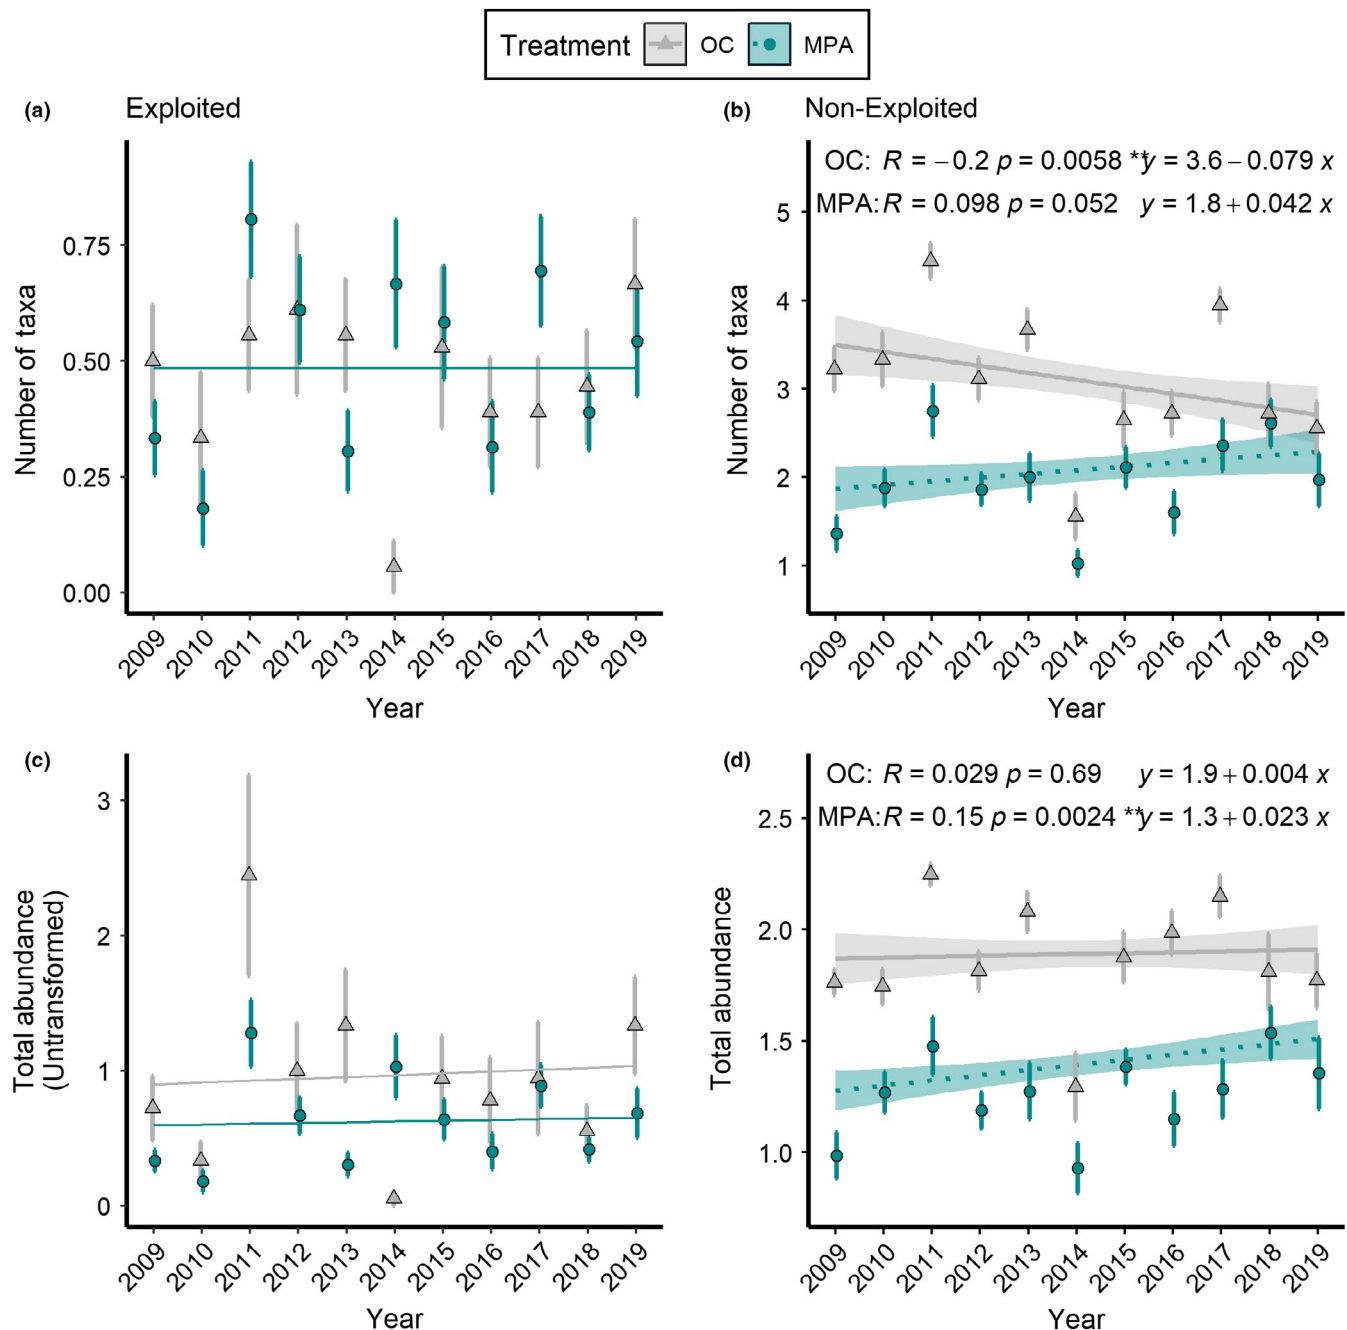 Treatment OC MPA
(a) Exploited
Number of taxa
0.75
0.50
0.25
0.00
2009 2010 2011 2012 2013 2014 2015 2016 2017 2018 2019
Year
(b) Non-Exploited
OC: R = −0.2 p = 0.0058 ** y = 3.6 − 0.079 x
MPA: R = 0.098 p = 0.052 y = 1.8 + 0.042 x
Number of taxa
5
4
3
2
1
2009 2010 2011 2012 2013 2014 2015 2016 2017 2018 2019
Year
(c)
Total abundance
(Untransformed)
3
2
1
0
2009 2010 2011 2012 2013 2014 2015 2016 2017 2018 2019
Year
(d)
OC: R = 0.029 p = 0.69 y = 1.9 + 0.004 x
MPA: R = 0.15 p = 0.0024 ** y = 1.3 + 0.023 x
Total abundance
2.5
2.0
1.5
1.0
2009 2010 2011 2012 2013 2014 2015 2016 2017 2018 2019
Year